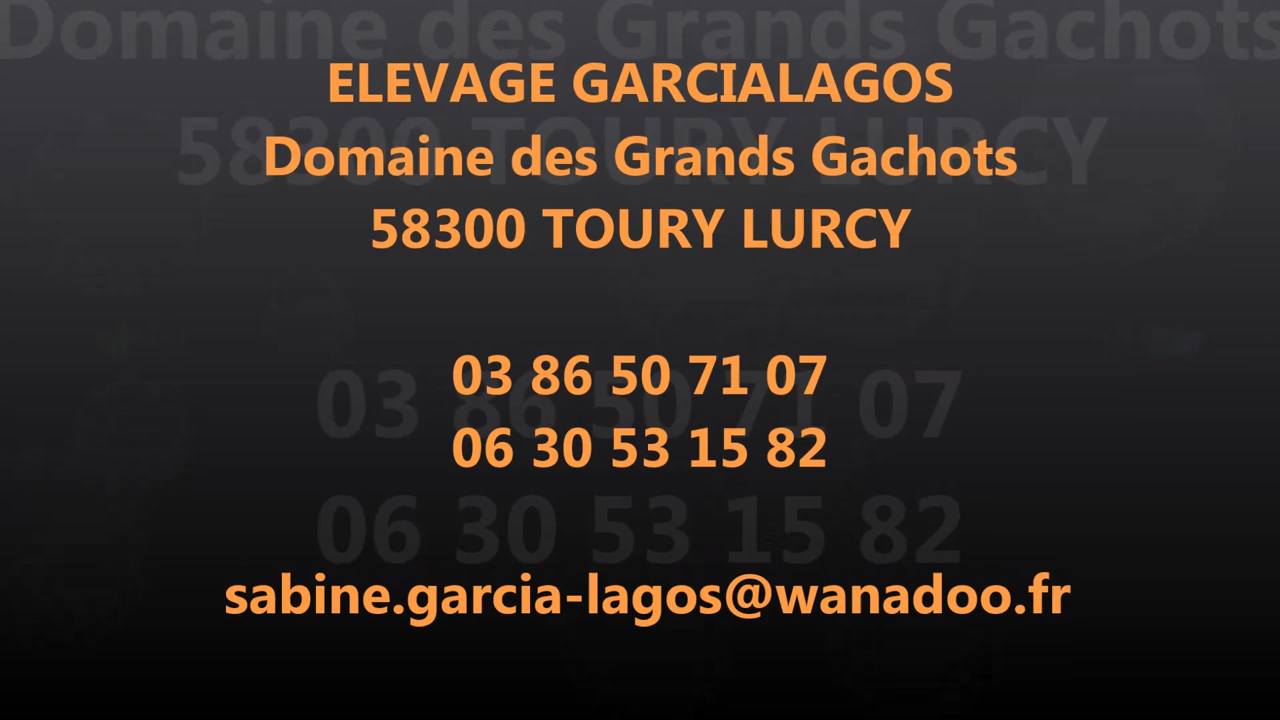 ELEVAGE GARCIALAGOS
Domaine des Grands Gachots
58300 TOURY LURCY
03 86 50 71 07
06 30 53 15 82
sabine.garcia-lagos@wanadoo.fr